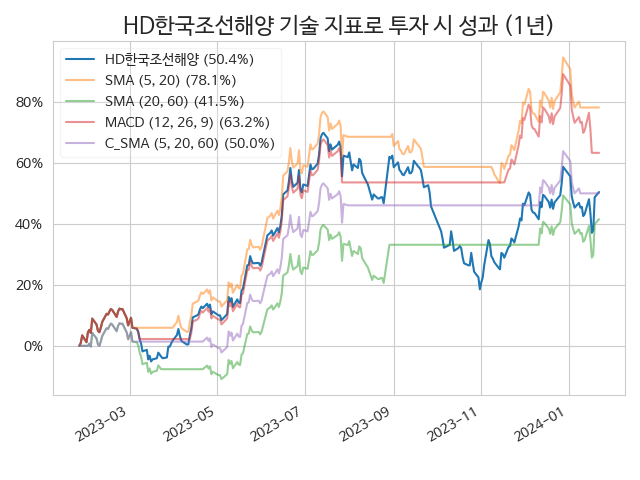 HD한국조선해양 기술 지표로 투자 시 성과 (1년)
HD한국조선해양 (50.4%)
SMA (5, 20) (78.1%)
SMA (20, 60) (41.5%)
MACD (12, 26, 9) (63.2%)
C_SMA (5, 20, 60) (50.0%)
80%
60%
40%
20%
0%
2023-03
2023-05
2023-07
2023-09
2023-11
2024-01